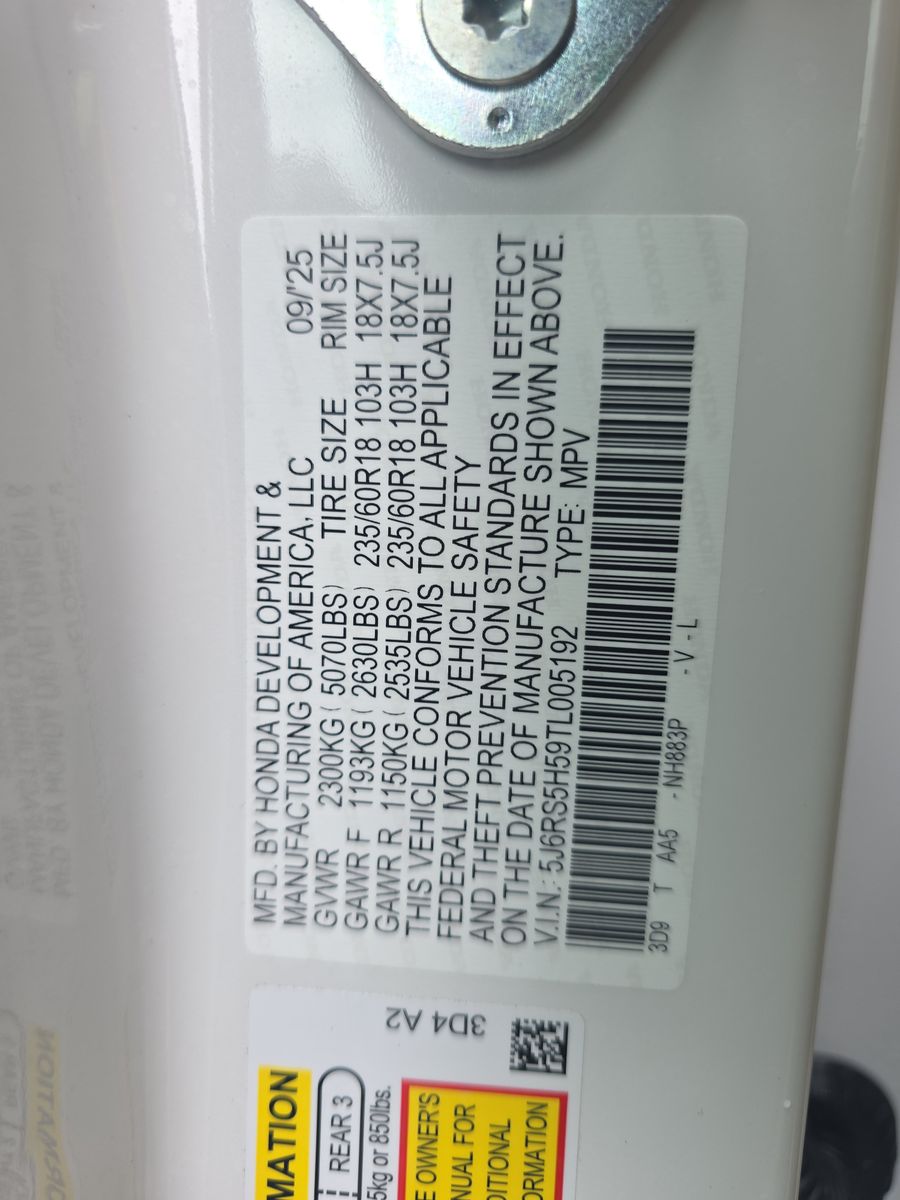 MFD. BY HONDA DEVELOPMENT &
MANUFACTURING OF AMERICA, LLC 09/'25
GVWR 2300KG ( 5070LBS) TIRE SIZE RIM SIZE
GAWR F 1193KG ( 2630LBS) 235/60R18 103H 18X7.5J
GAWR R 1150KG ( 2535LBS) 235/60R18 103H 18X7.5J
THIS VEHICLE CONFORMS TO ALL APPLICABLE
FEDERAL MOTOR VEHICLE SAFETY
AND THEFT PREVENTION STANDARDS IN EFFECT
ON THE DATE OF MANUFACTURE SHOWN ABOVE.
V.I.N.: 5J6RS5H59TL005192 TYPE: MPV
3D9 T AA5 - NH883P - V - L
3D4 A2
MATION
REAR 3
5kg or 850lbs.
E OWNER'S
NUAL FOR
DITIONAL
ORMATION